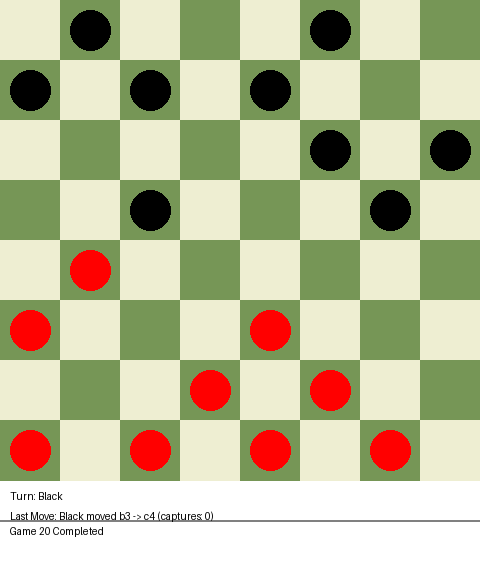 Turn: Black
Last Move: Black moved b3 -> c4 (captures: 0)
Game 20 Completed